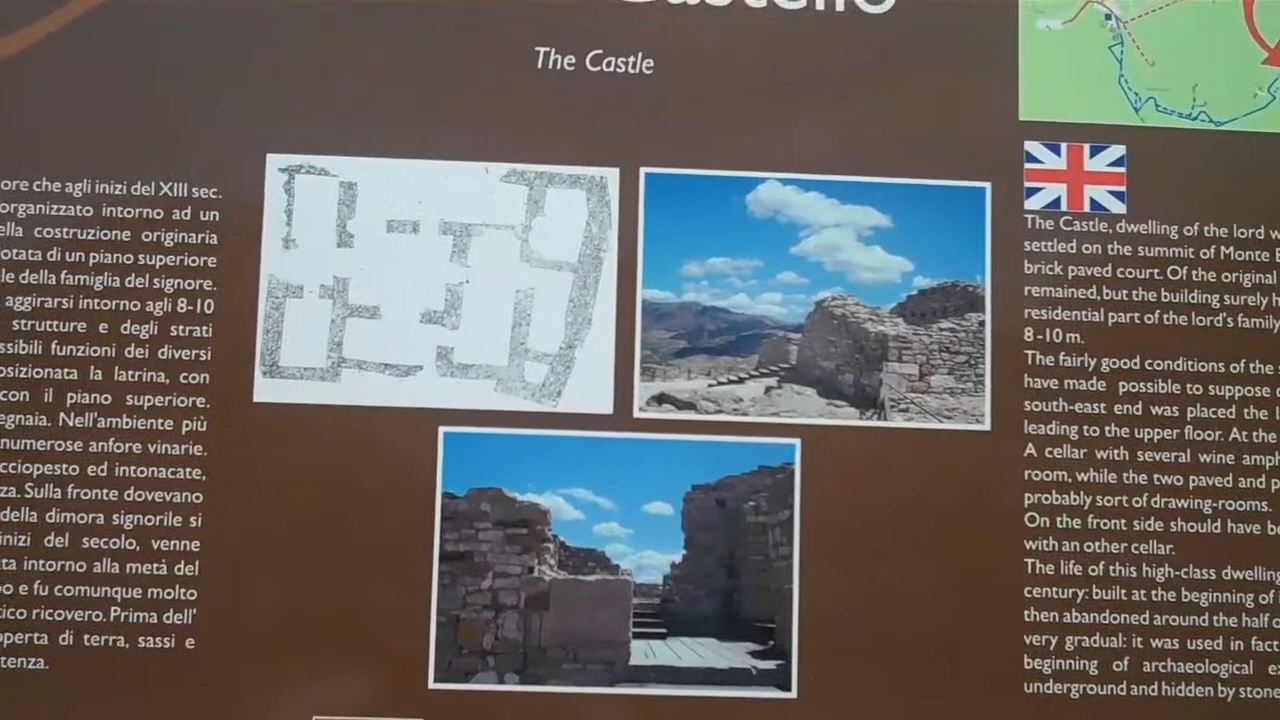 Castello
The Castle
ore che agli inizi del XIII sec.
organizzato intorno ad un
ella costruzione originaria
otata di un piano superiore
le della famiglia del signore.
aggirarsi intorno agli 8-10
strutture e degli strati
ssibili funzioni dei diversi
osizionata la latrina, con
con il piano superiore.
egnaia. Nell'ambiente più
numerose anfore vinarie.
cciopesto ed intonacate,
za. Sulla fronte dovevano
della dimora signorile si
inizi del secolo, venne
ta intorno alla metà del
po e fu comunque molto
tico ricovero. Prima dell'
operta di terra, sassi e
tenza.
The Castle, dwelling of the lord w
settled on the summit of Monte
brick paved court. Of the original
remained, but the building surely h
residential part of the lord's family
8-10 m.
The fairly good conditions of the
have made possible to suppose
south-east end was placed the
leading to the upper floor. At the
A cellar with several wine amph
room, while the two paved and p
probably sort of drawing-rooms.
On the front side should have be
with an other cellar.
The life of this high-class dwelling
century: built at the beginning of
then abandoned around the half o
very gradual: it was used in fact
beginning of archaeological ex
underground and hidden by stone